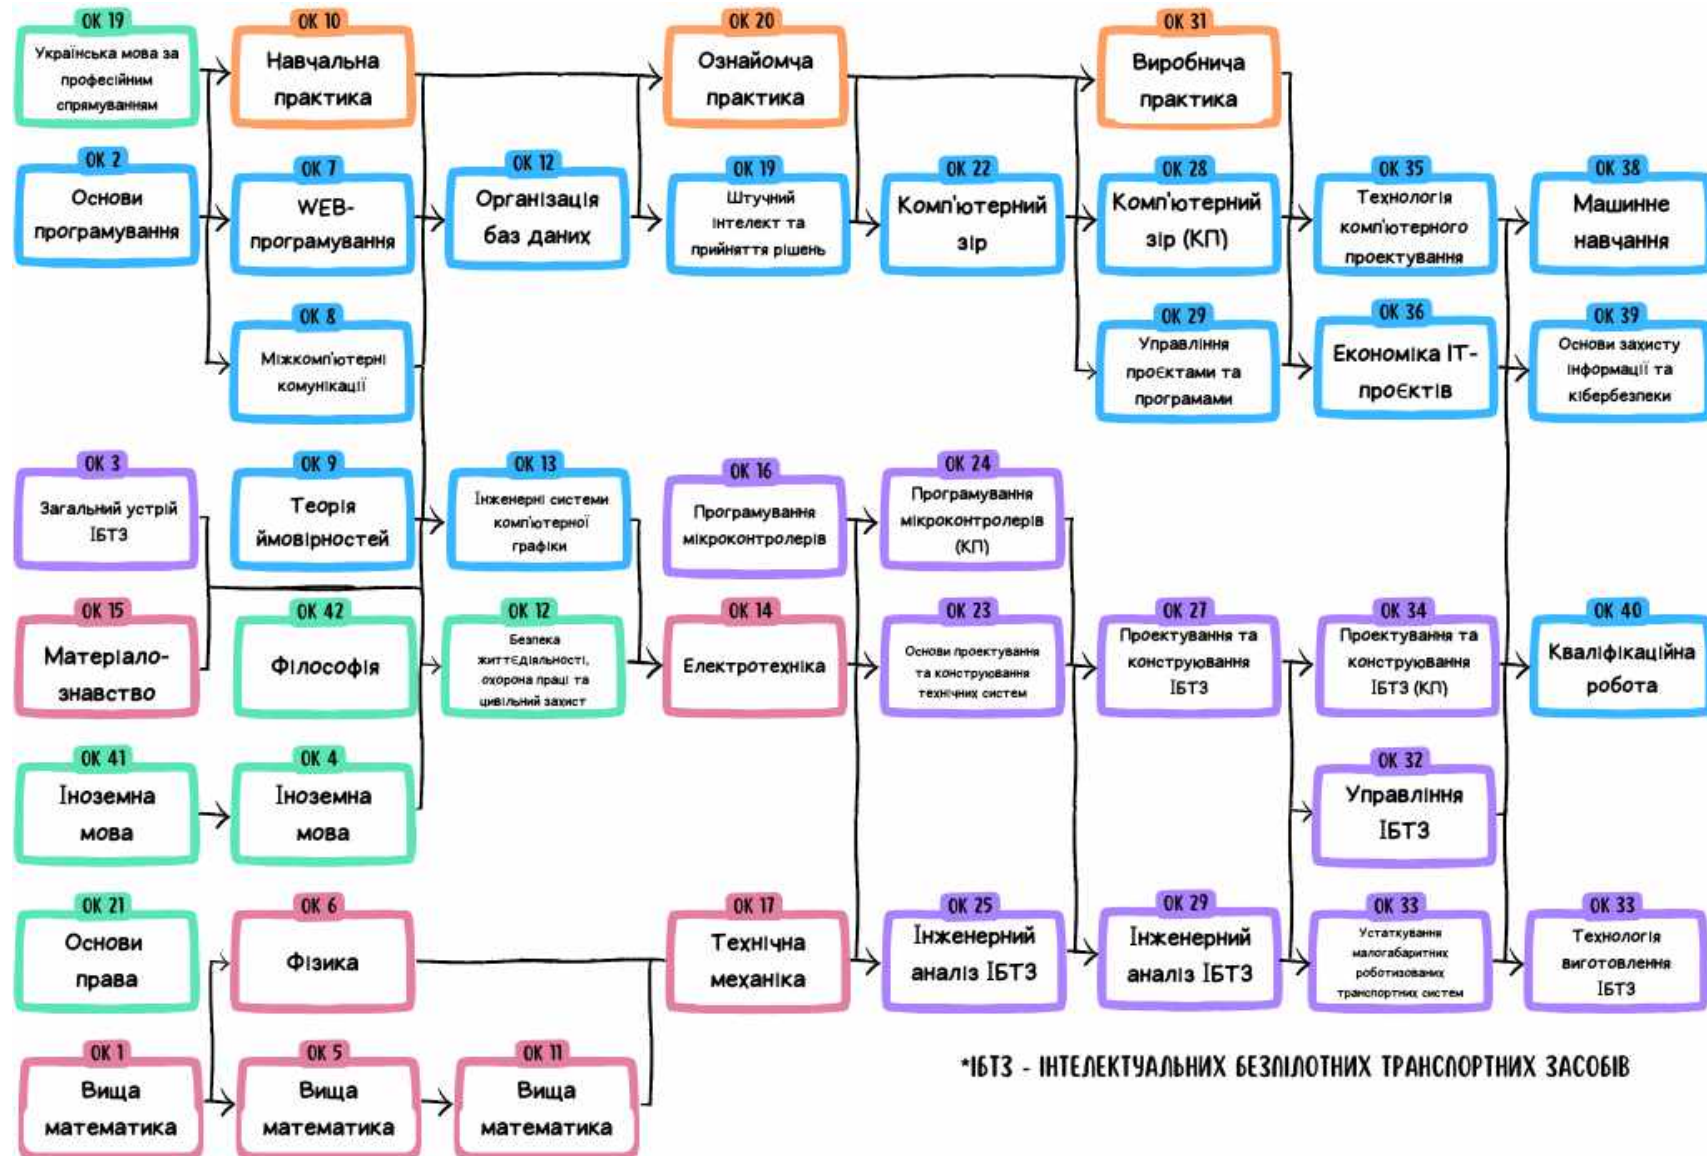 ОК 19
Українська мова за
професійним
спрямуванням
ОК 10
Навчальна
практика
ОК 20
Ознайомча
практика
ОК 31
Виробнича
практика
ОК 2
Основи
програмування
ОК 7
WEB-
програмування
ОК 12
Організація
баз даних
ОК 19
Штучний
інтелект та
прийняття рішень
ОК 22
Комп'ютерний
зір
ОК 28
Комп'ютерний
зір (КП)
ОК 35
Технологія
комп'ютерного
проектування
ОК 38
Машинне
навчання
ОК 8
Міжкомп'ютерні
комунікації
ОК 29
Управління
проєктами та
програмами
ОК 36
Економіка ІТ-
проєктів
ОК 39
Основи захисту
інформації та
кібербезпеки
ОК 3
Загальний устрій
ІБТЗ
ОК 9
Теорія
ймовірностей
ОК 13
Інженерні системи
комп'ютерної
графіки
ОК 16
Програмування
мікроконтролерів
ОК 24
Програмування
мікроконтролерів
(КП)
ОК 15
Матеріало-
знавство
ОК 42
Філософія
ОК 12
Безпека
життєдіяльності,
охорона праці та
цивільний захист
ОК 14
Електротехніка
ОК 23
Основи проектування
та конструювання
технічних систем
ОК 27
Проектування та
конструювання
ІБТЗ
ОК 34
Проектування та
конструювання
ІБТЗ (КП)
ОК 40
Кваліфікаційна
робота
ОК 41
Іноземна
мова
ОК 4
Іноземна
мова
ОК 32
Управління
ІБТЗ
ОК 21
Основи
права
ОК 6
Фізика
ОК 17
Технічна
механіка
ОК 25
Інженерний
аналіз ІБТЗ
ОК 29
Інженерний
аналіз ІБТЗ
ОК 33
Устаткування
малогабаритних
роботизованих
транспортних систем
ОК 33
Технологія
виготовлення
ІБТЗ
ОК 1
Вища
математика
ОК 5
Вища
математика
ОК 11
Вища
математика
*ІБТЗ - ІНТЕЛЕКТУАЛЬНИХ БЕЗПІЛОТНИХ ТРАНСПОРТНИХ ЗАСОБІВ